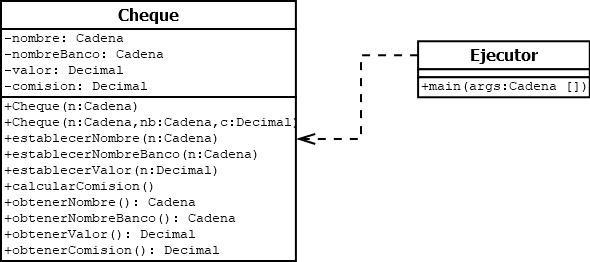 Cheque
-nombre: Cadena
-nombreBanco: Cadena
-valor: Decimal
-comision: Decimal
+Cheque(n:Cadena)
+Cheque(n:Cadena,nb:Cadena,c:Decimal)
+establecerNombre(n:Cadena)
+establecerNombreBanco(n:Cadena)
+establecerValor(n:Decimal)
+calcularComision()
+obtenerNombre(): Cadena
+obtenerNombreBanco(): Cadena
+obtenerValor(): Decimal
+obtenerComision(): Decimal
Ejecutor
+main(args:Cadena [])